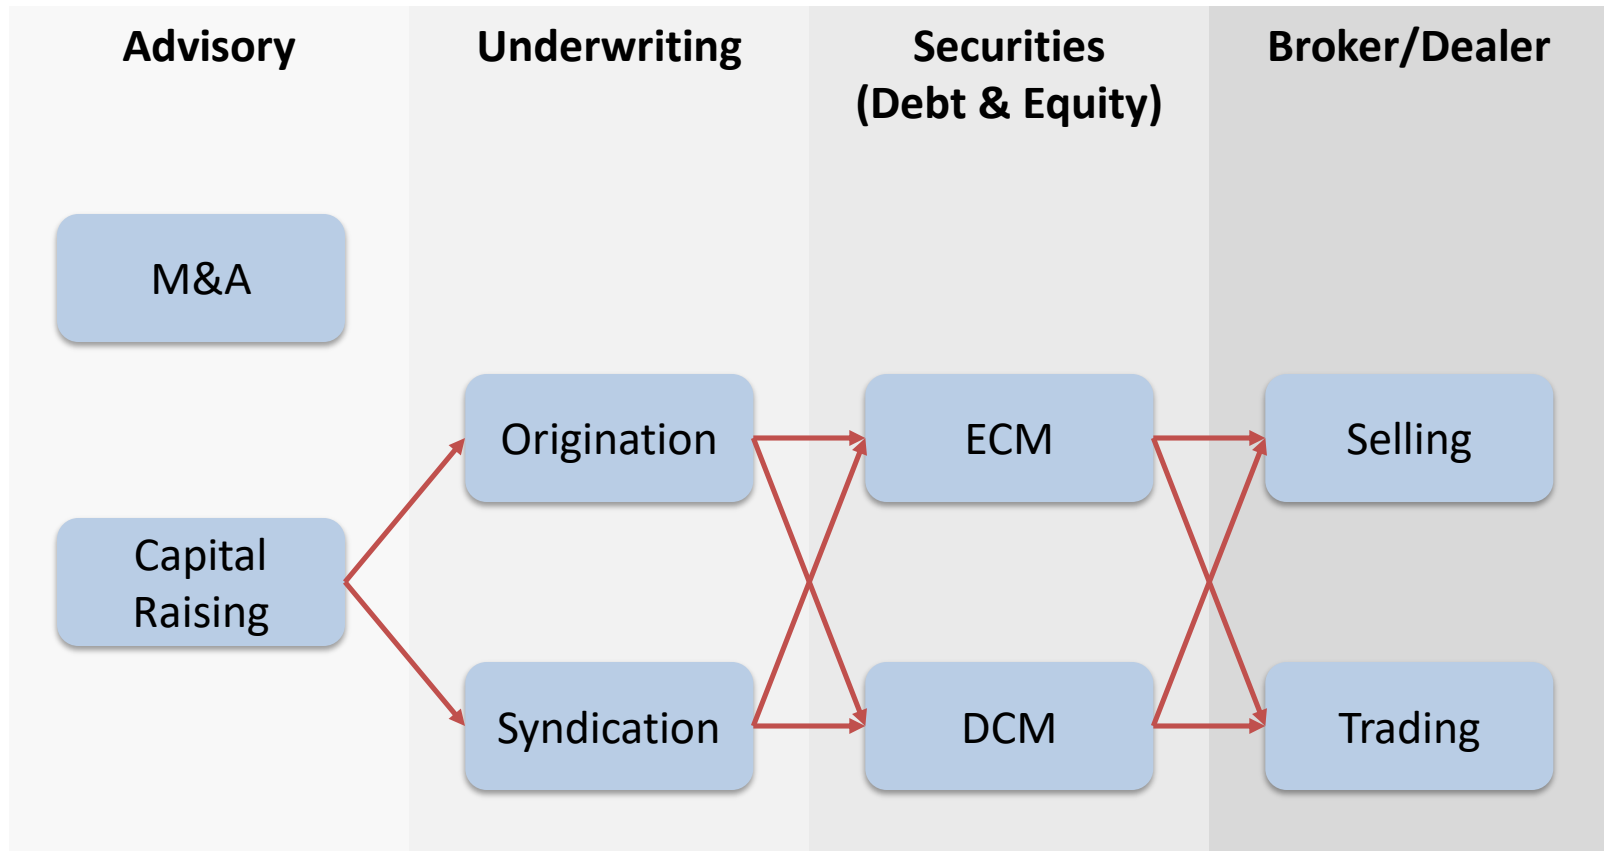 Advisory
Underwriting
Securities
(Debt & Equity)
Broker/Dealer
M&A
Capital
Raising
Origination
Syndication
ECM
DCM
Selling
Trading